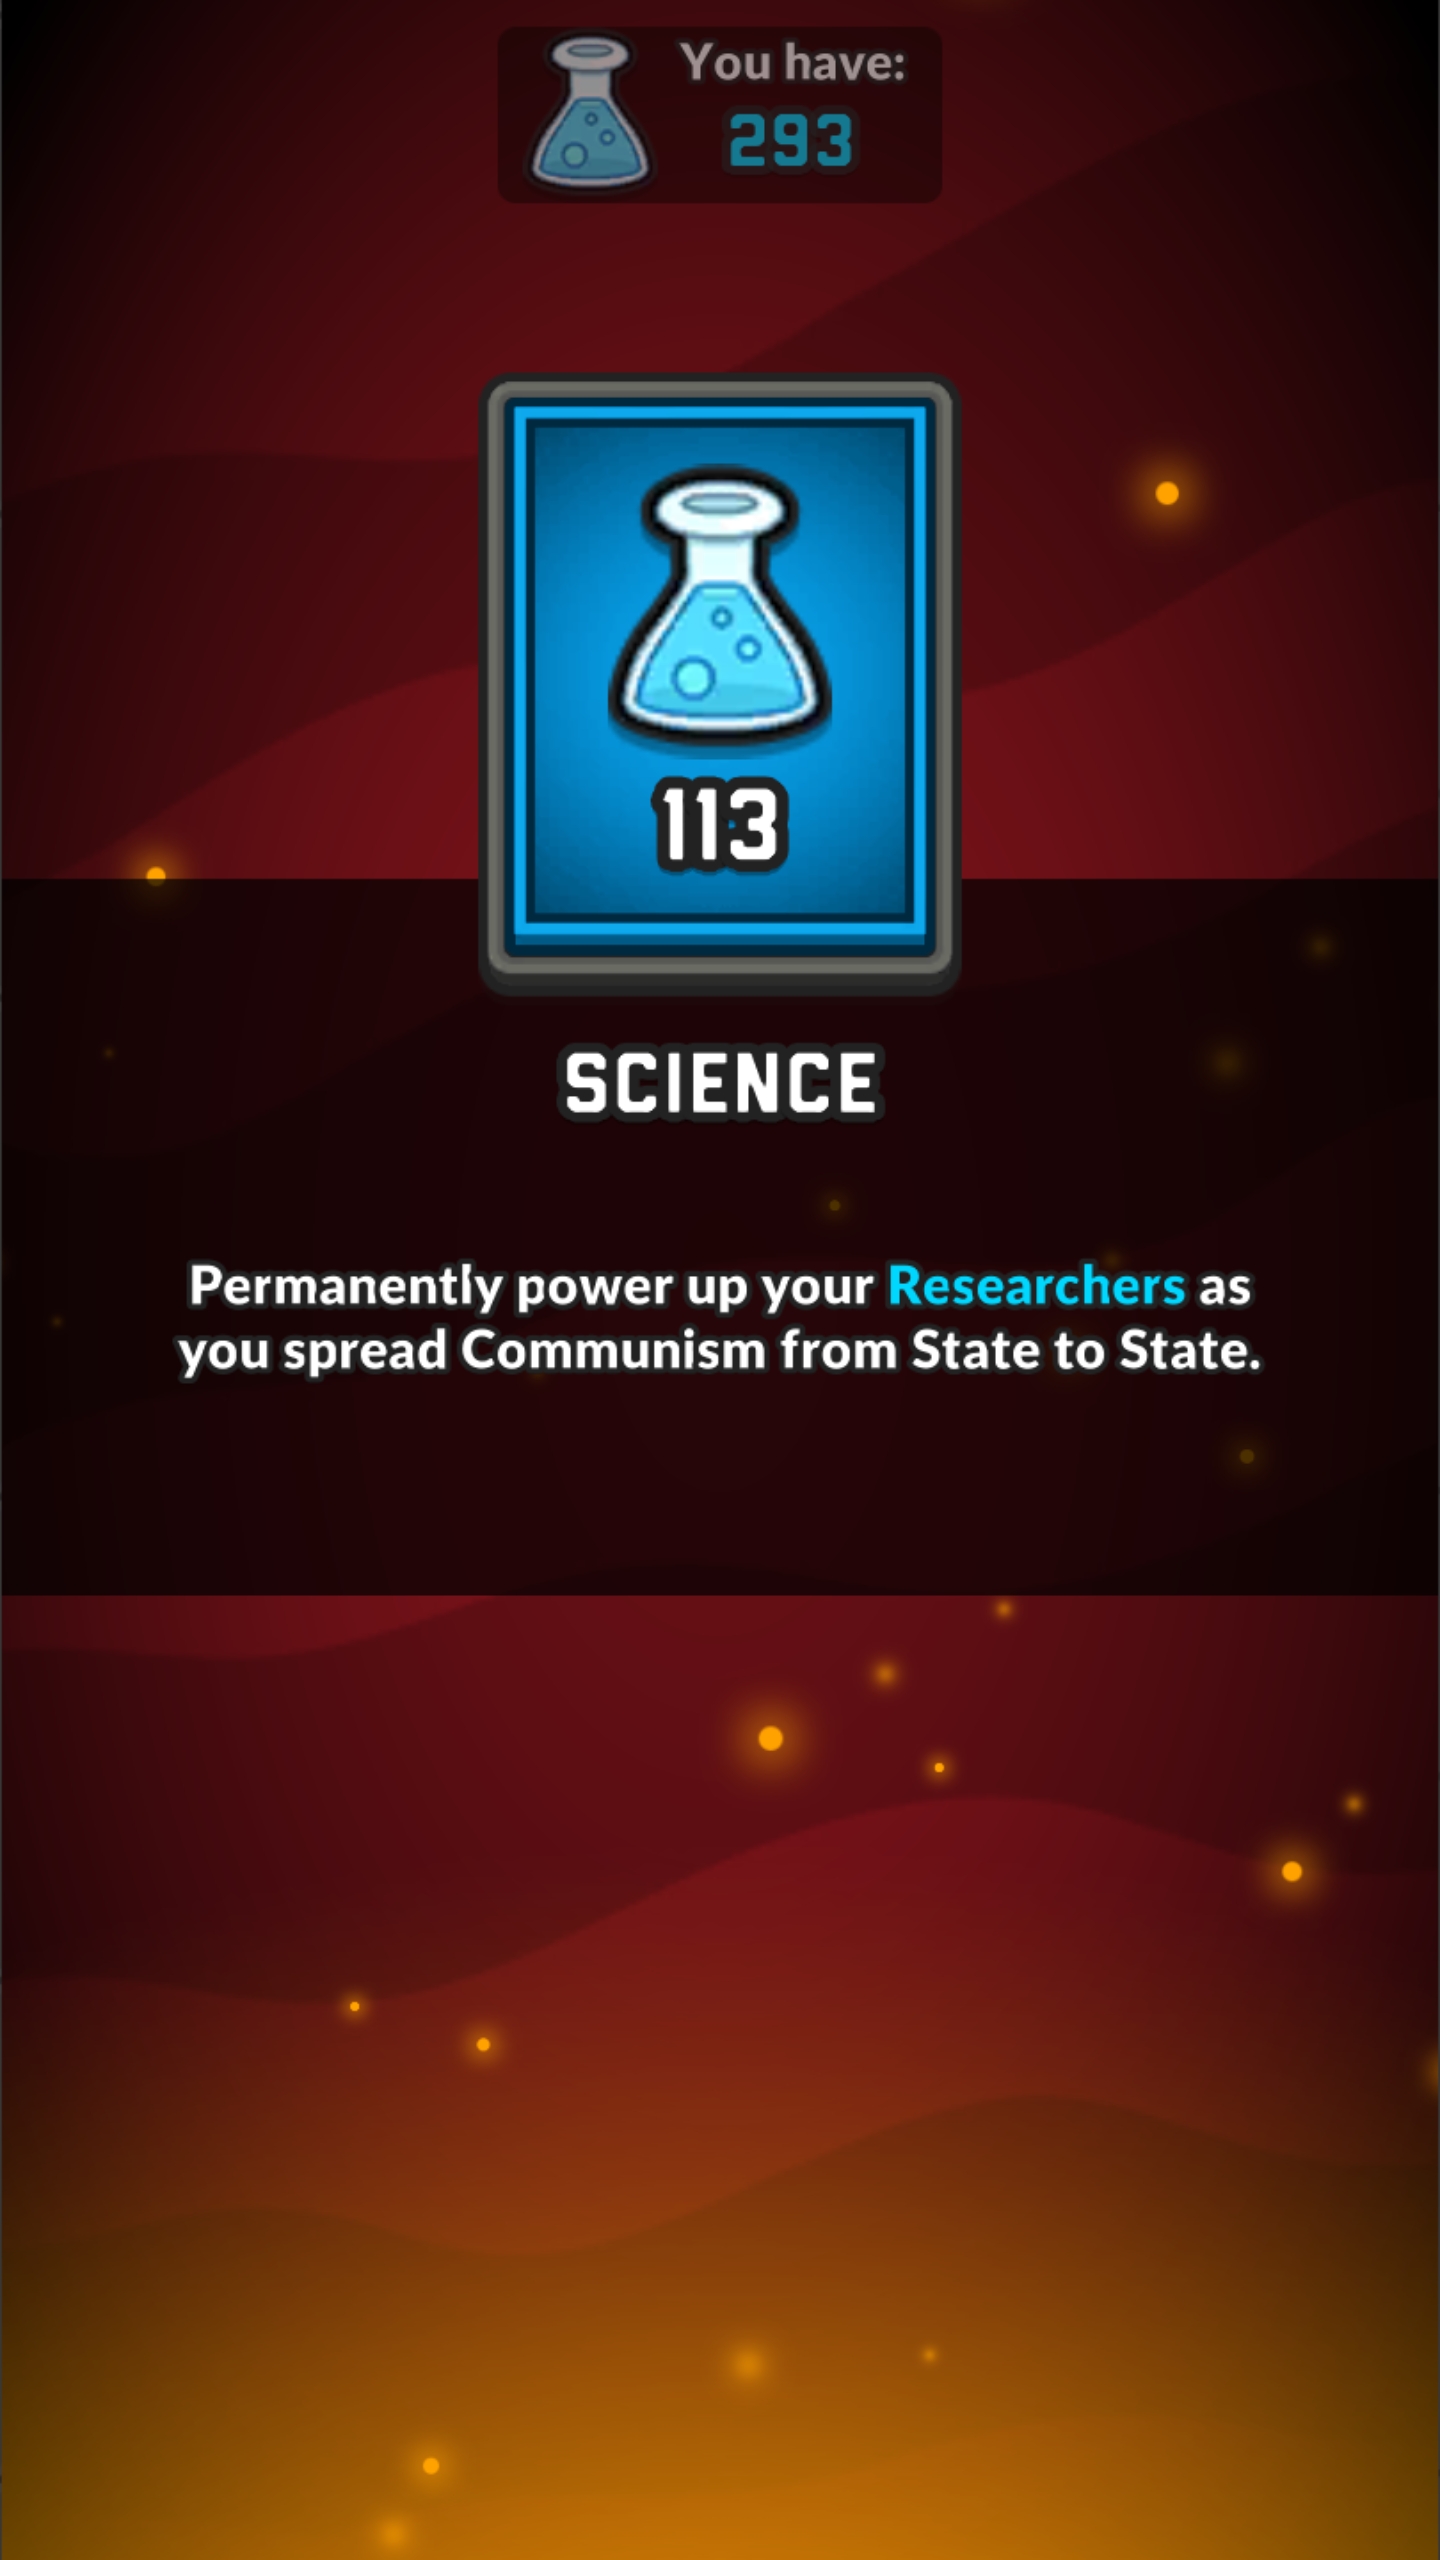 You have:
293
113
SCIENCE
Permanently power up your Researchers as
you spread Communism from State to State.